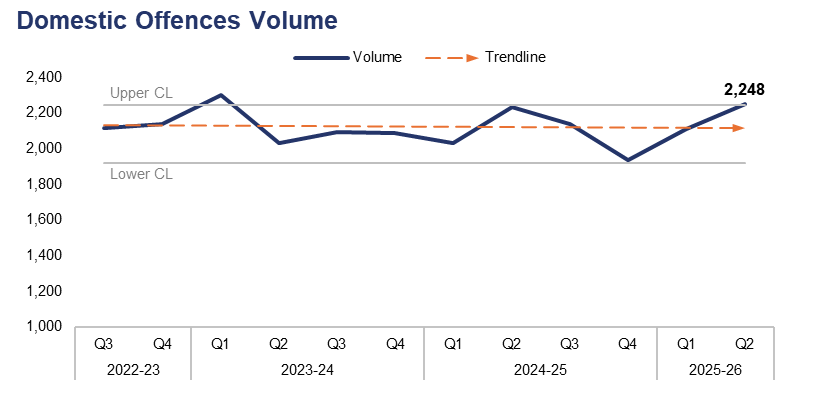 Domestic Offences Volume
Volume Trendline
2,400
Upper CL
2,248
2,200
2,000
Lower CL
1,800
1,600
1,400
1,200
1,000
Q3 Q4 Q1 Q2 Q3 Q4 Q1 Q2 Q3 Q4 Q1 Q2
2022-23 2023-24 2024-25 2025-26